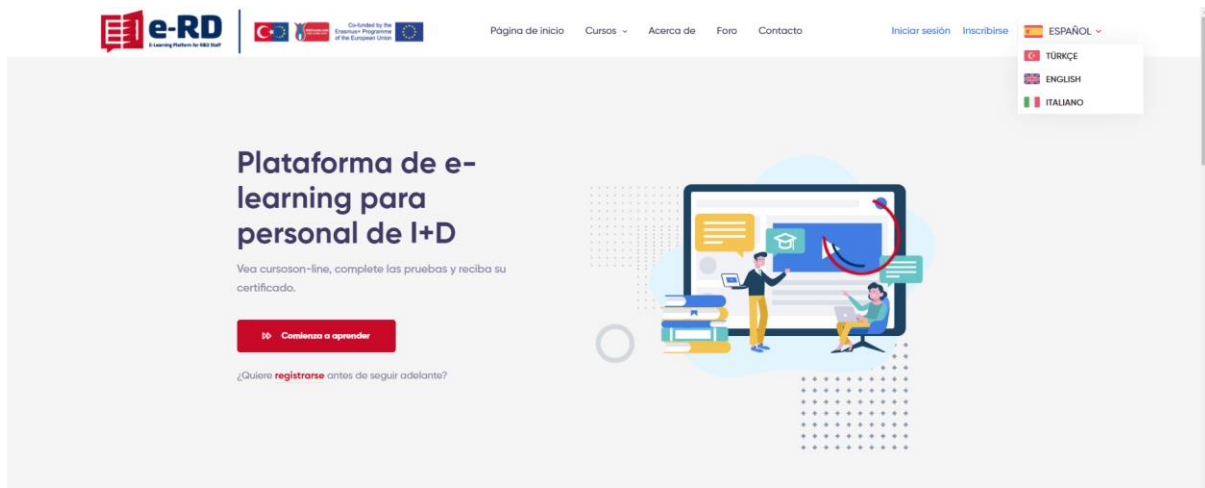 e-RD
E-Learning Platform for R&D Staff
Co-funded by the
Erasmus+ Programme
of the European Union
Página de inicio
Cursos
Acerca de
Foro
Contacto
Iniciar sesión
Inscribirse
ESPAÑOL
TÜRKÇE
ENGLISH
ITALIANO
Plataforma de e-
learning para
personal de I+D
Vea cursoson-line, complete las pruebas y reciba su
certificado.
Comienza a aprender
¿Quiere registrarse antes de seguir adelante?